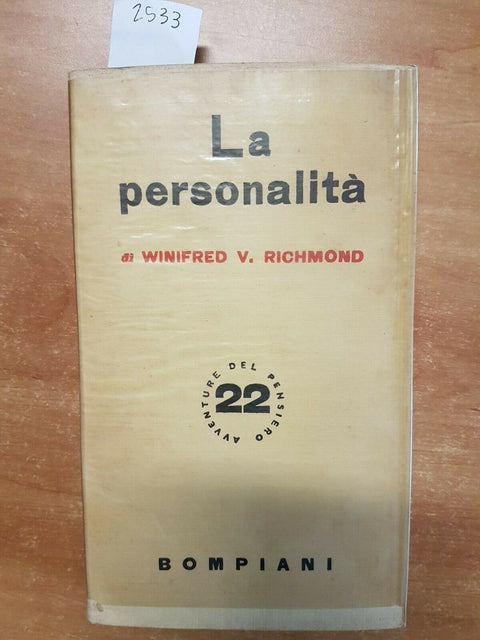 2533
La
personalità
di WINIFRED V. RICHMOND
AVVENTURE DEL PENSIERO
22
BOMPIANI